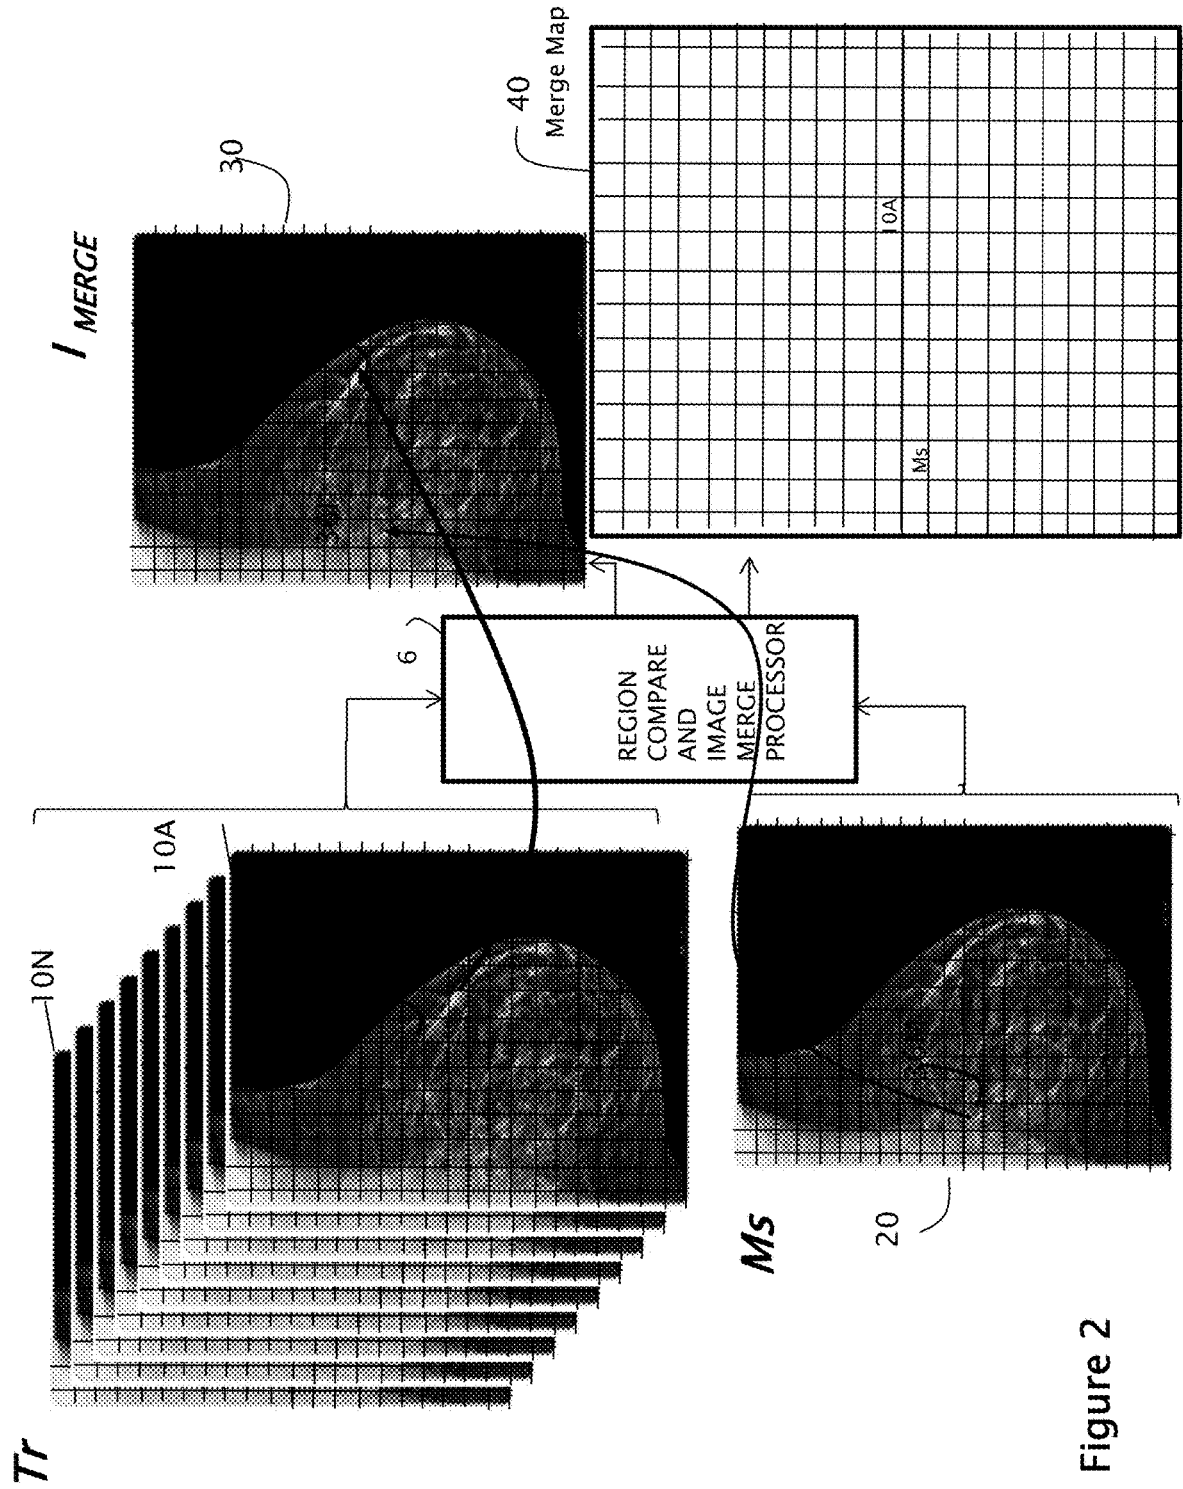 Tr
10N
10A
Ms
20
6
REGION
COMPARE
AND
IMAGE
MERGE
PROCESSOR
I MERGE
30
40
Merge Map
Ms
10A
Figure 2